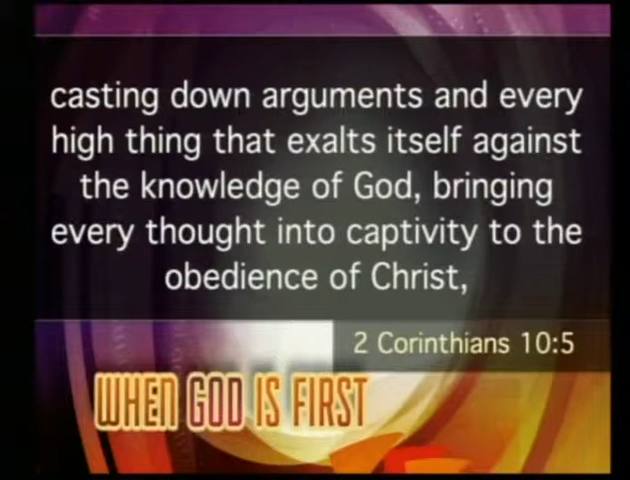 casting down arguments and every
high thing that exalts itself against
the knowledge of God, bringing
every thought into captivity to the
obedience of Christ,
2 Corinthians 10:5
WHEN GOD IS FIRST